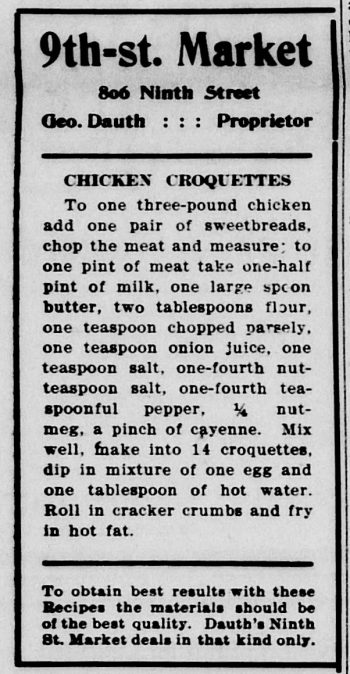 9th-st. Market
806 Ninth Street
Geo. Dauth : : : Proprietor
CHICKEN CROQUETTES
To one three-pound chicken
add one pair of sweetbreads,
chop the meat and measure; to
one pint of meat take one-half
pint of milk, one large spoon
butter, two tablespoons flour,
one teaspoon chopped parsely,
one teaspoon onion juice, one
teaspoon salt, one-fourth nut-
teaspoon salt, one-fourth tea-
spoonful pepper, ¼ nut-
meg, a pinch of cayenne. Mix
well, make into 14 croquettes,
dip in mixture of one egg and
one tablespoon of hot water.
Roll in cracker crumbs and fry
in hot fat.
To obtain best results with these
Recipes the materials should be
of the best quality. Dauth's Ninth
St. Market deals in that kind only.